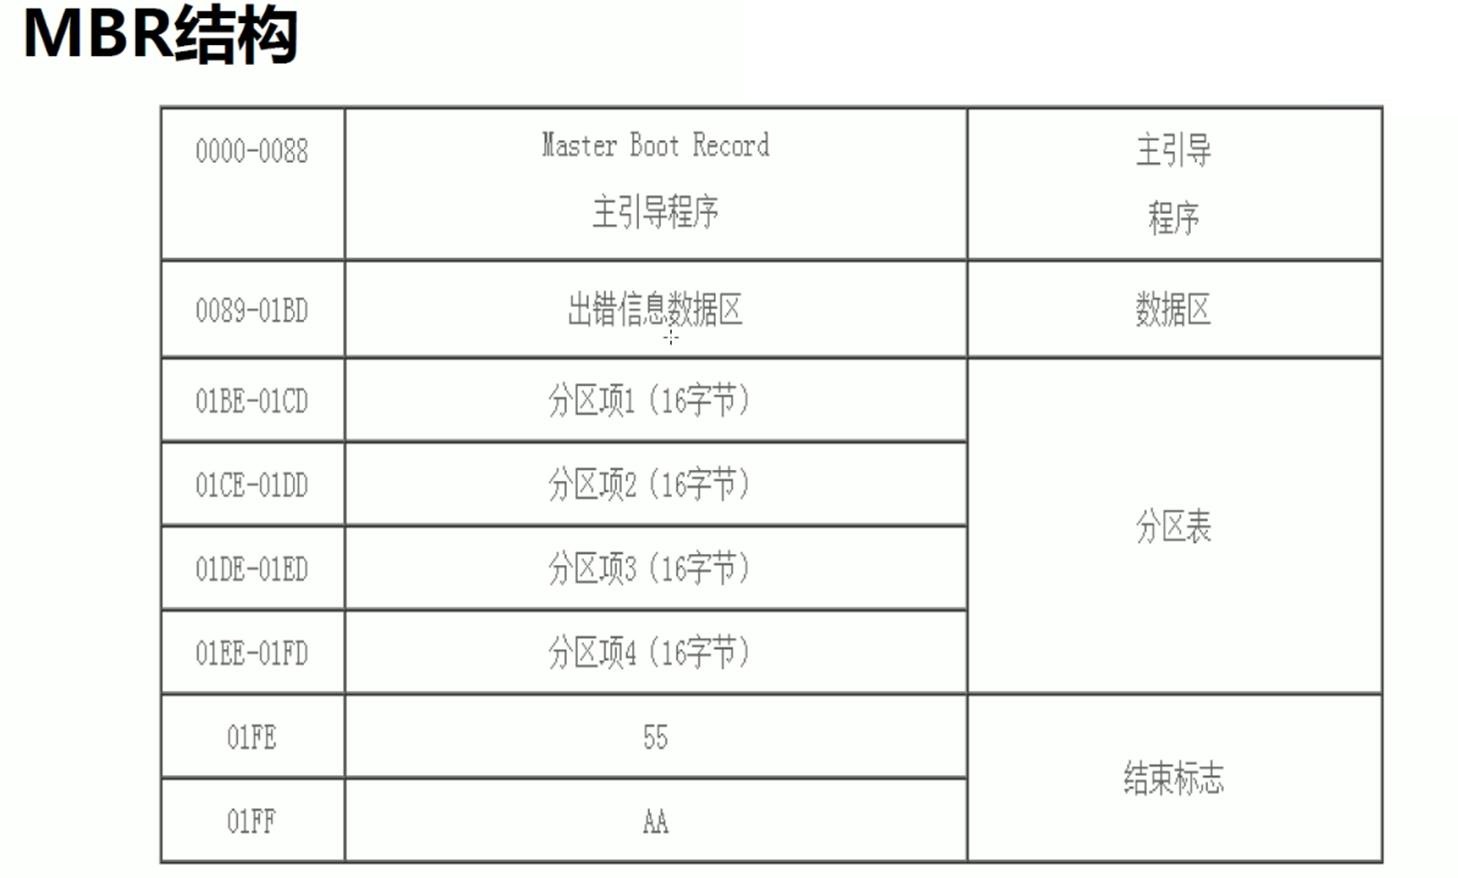 MBR结构
0000-0088
Master Boot Record
主引导程序
主引导
程序
0089-01BD
出错信息数据区
数据区
01BE-01CD
分区项1（16字节）
01CE-01DD
分区项2（16字节）
01DE-01ED
分区项3（16字节）
分区表
01EE-01FD
分区项4（16字节）
01FE
55
结束标志
01FF
AA